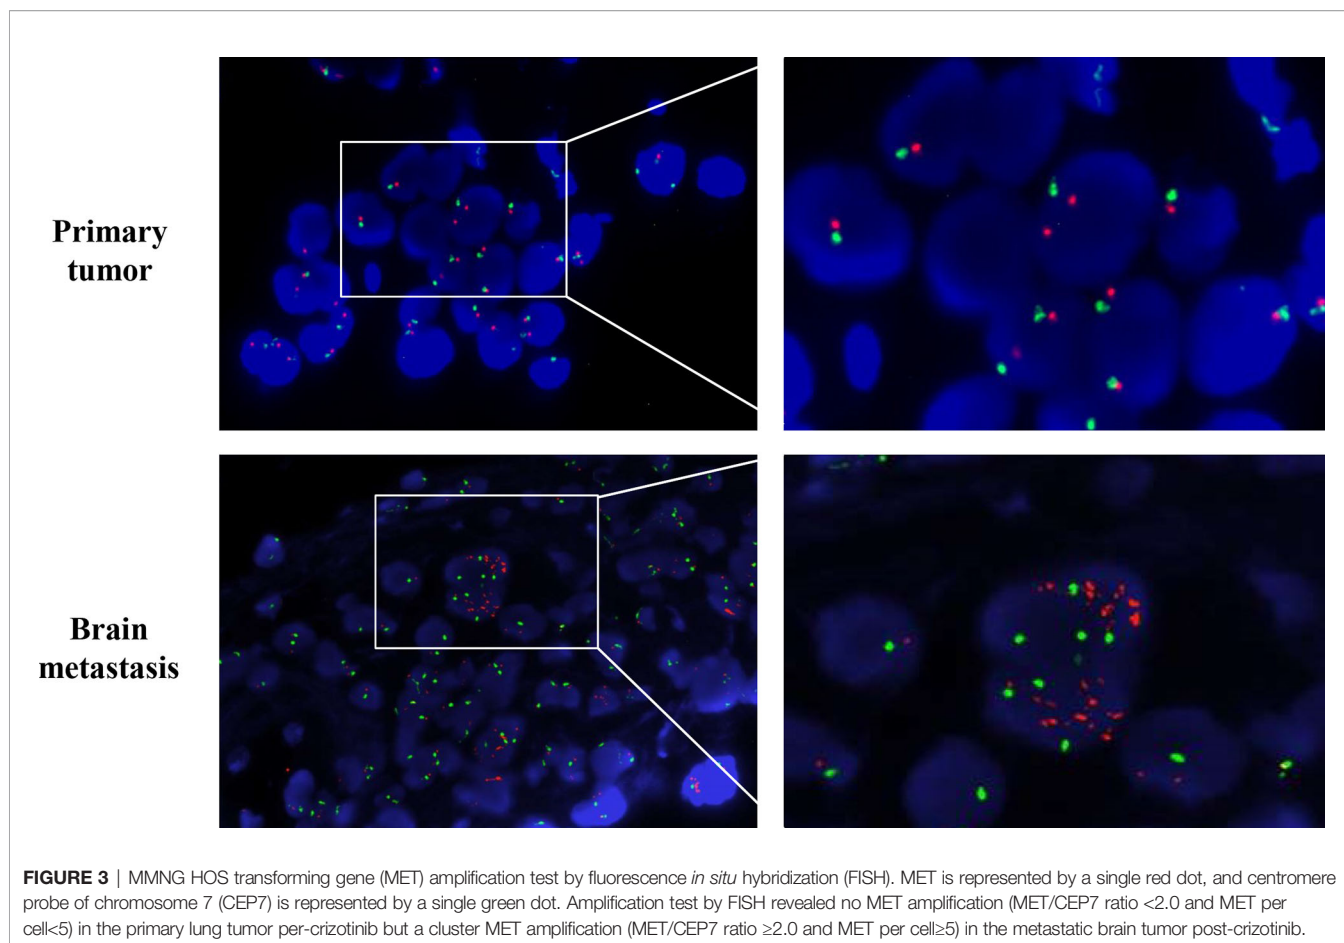 Primary
tumor
Brain
metastasis
FIGURE 3 | MMNG HOS transforming gene (MET) amplification test by fluorescence in situ hybridization (FISH). MET is represented by a single red dot, and centromere
probe of chromosome 7 (CEP7) is represented by a single green dot. Amplification test by FISH revealed no MET amplification (MET/CEP7 ratio <2.0 and MET per
cell<5) in the primary lung tumor per-crizotinib but a cluster MET amplification (MET/CEP7 ratio ≥2.0 and MET per cell≥5) in the metastatic brain tumor post-crizotinib.